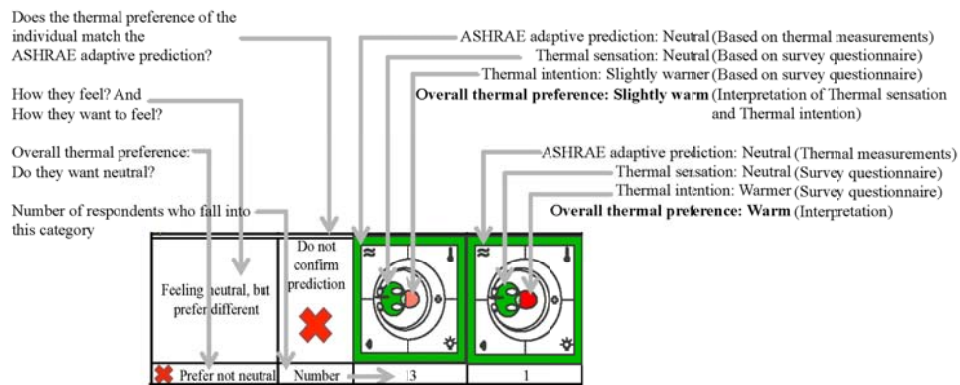 Does the thermal preference of the
individual match the
ASHRAE adaptive prediction?
How they feel? And
How they want to feel?
Overall thermal preference:
Do they want neutral?
Number of respondents who fall into
this category
ASHRAE adaptive prediction: Neutral (Based on thermal measurements)
Thermal sensation: Neutral (Based on survey questionnaire)
Thermal intention: Slightly warmer (Based on survey questionnaire)
Overall thermal preference: Slightly warm (Interpretation of Thermal sensation
and Thermal intention)
ASHRAE adaptive prediction: Neutral (Thermal measurements)
Thermal sensation: Neutral (Survey questionnaire)
Thermal intention: Warmer (Survey questionnaire)
Overall thermal preference: Warm (Interpretation)
Feeling neutral, but
prefer different
Do not
confirm
prediction
Prefer not neutral
Number
13
1